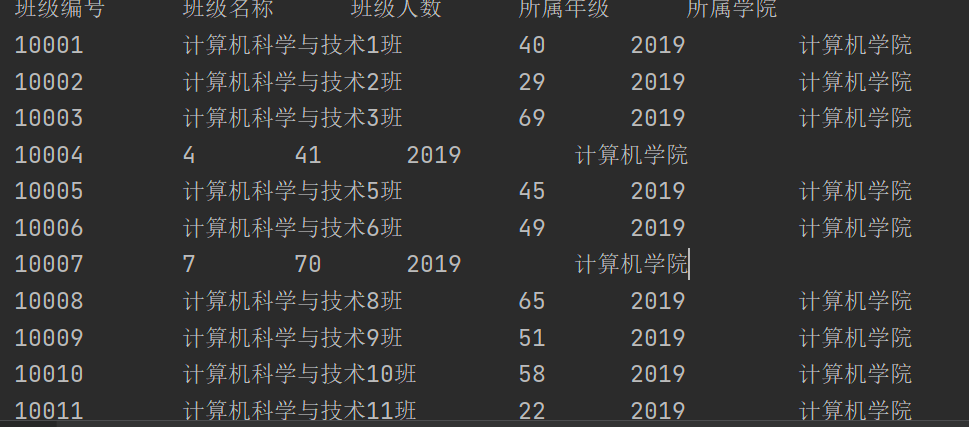 班级编号 班级名称 班级人数 所属年级 所属学院
10001 计算机科学与技术1班 40 2019 计算机学院
10002 计算机科学与技术2班 29 2019 计算机学院
10003 计算机科学与技术3班 69 2019 计算机学院
10004 4 41 2019 计算机学院
10005 计算机科学与技术5班 45 2019 计算机学院
10006 计算机科学与技术6班 49 2019 计算机学院
10007 7 70 2019 计算机学院
10008 计算机科学与技术8班 65 2019 计算机学院
10009 计算机科学与技术9班 51 2019 计算机学院
10010 计算机科学与技术10班 58 2019 计算机学院
10011 计算机科学与技术11班 22 2019 计算机学院